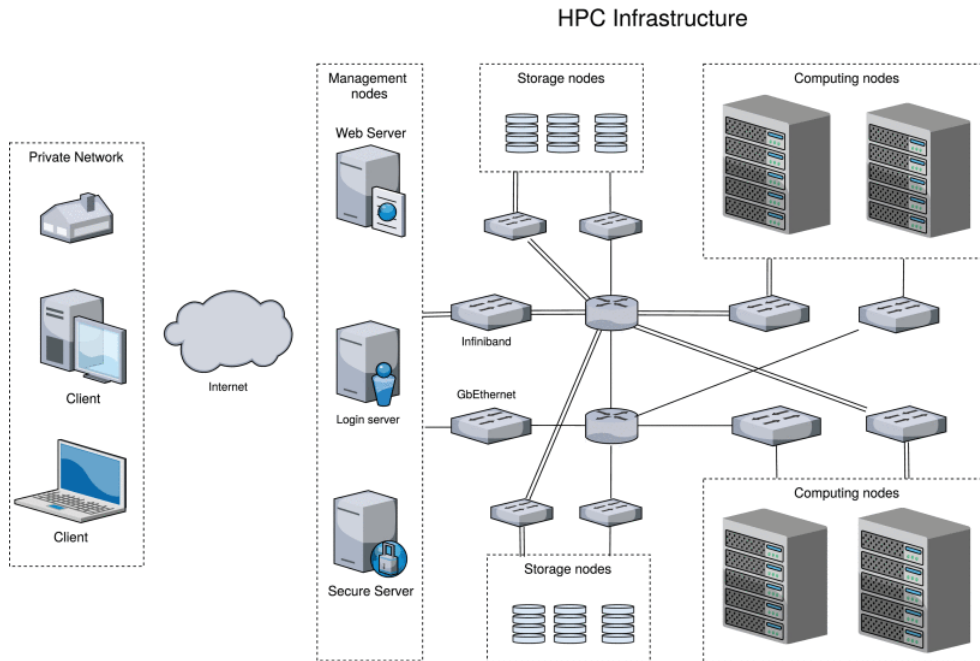 HPC Infrastructure
Private Network
Client
Client
Internet
Management
nodes
Web Server
Login server
Secure Server
Storage nodes
Computing nodes
Infiniband
GbEthernet
Storage nodes
Computing nodes